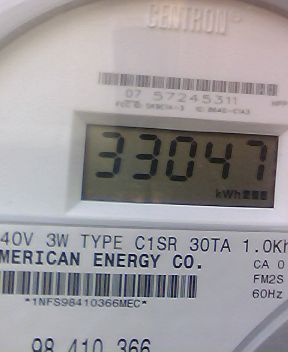 CENTRON®
07 57245311
33047
kWh
40V 3W TYPE C1SR 30TA 1.0Kh
MERICAN ENERGY CO.
CA 0
FM2S
60Hz
*1NFS98410366MEC*
98 410 366